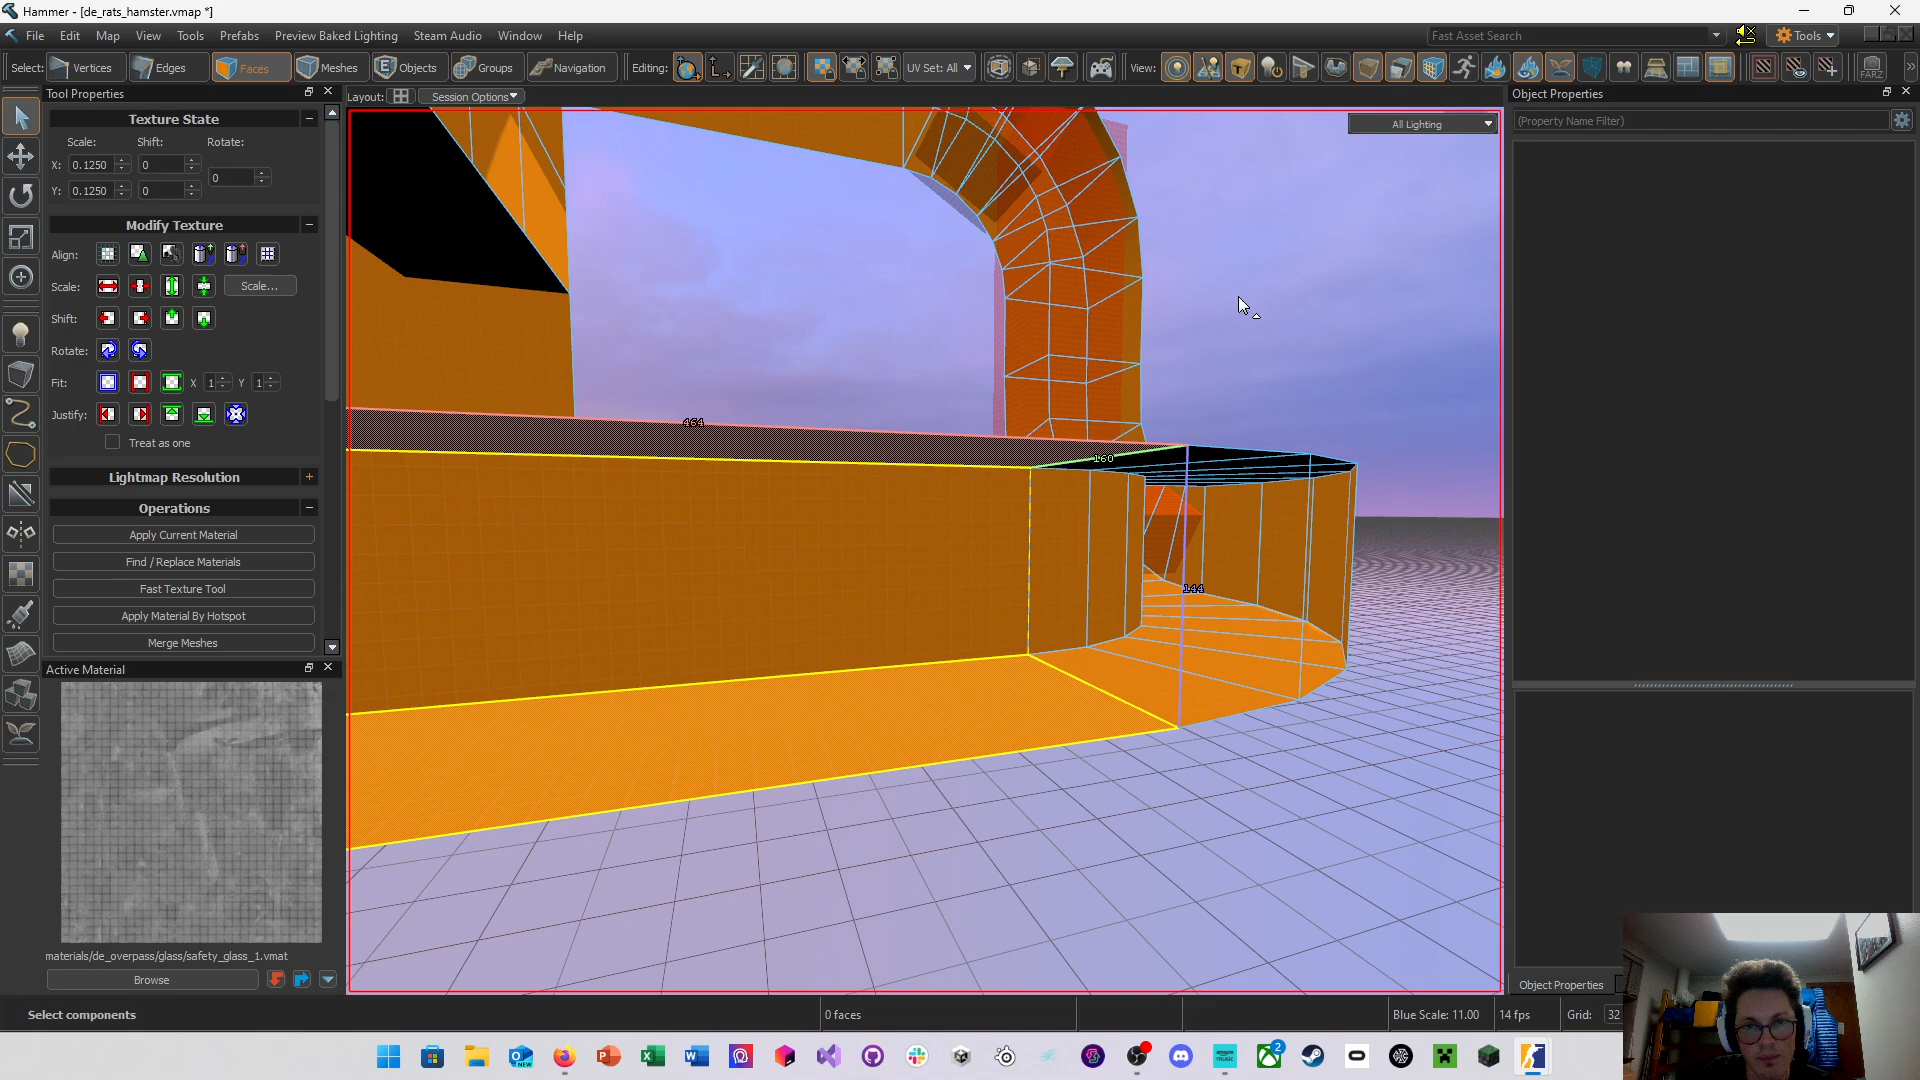 Hammer - [de_rats_hamster.vmap *]
File Edit Map View Tools Prefabs Preview Baked Lighting Steam Audio Window Help
Fast Asset Search
Tools
Select: Vertices Edges Faces Meshes Objects Groups Navigation Editing: UV Set: All View: FARZ
Tool Properties
Layout: Session Options
Object Properties
Texture State
(Property Name Filter)
All Lighting
Scale: Shift: Rotate:
X: 0.1250 0
0
Y: 0.1250 0
Modify Texture
Align:
Scale: Scale...
Shift:
Rotate:
Fit: X 1 Y 1
Justify:
Treat as one
464
160
144
Lightmap Resolution
Operations
Apply Current Material
Find / Replace Materials
Fast Texture Tool
Apply Material By Hotspot
Merge Meshes
Active Material
materials/de_overpass/glass/safety_glass_1.vmat
Browse
Object Properties
Select components
0 faces
Blue Scale: 11.00
14 fps
Grid: 32
NEW
2